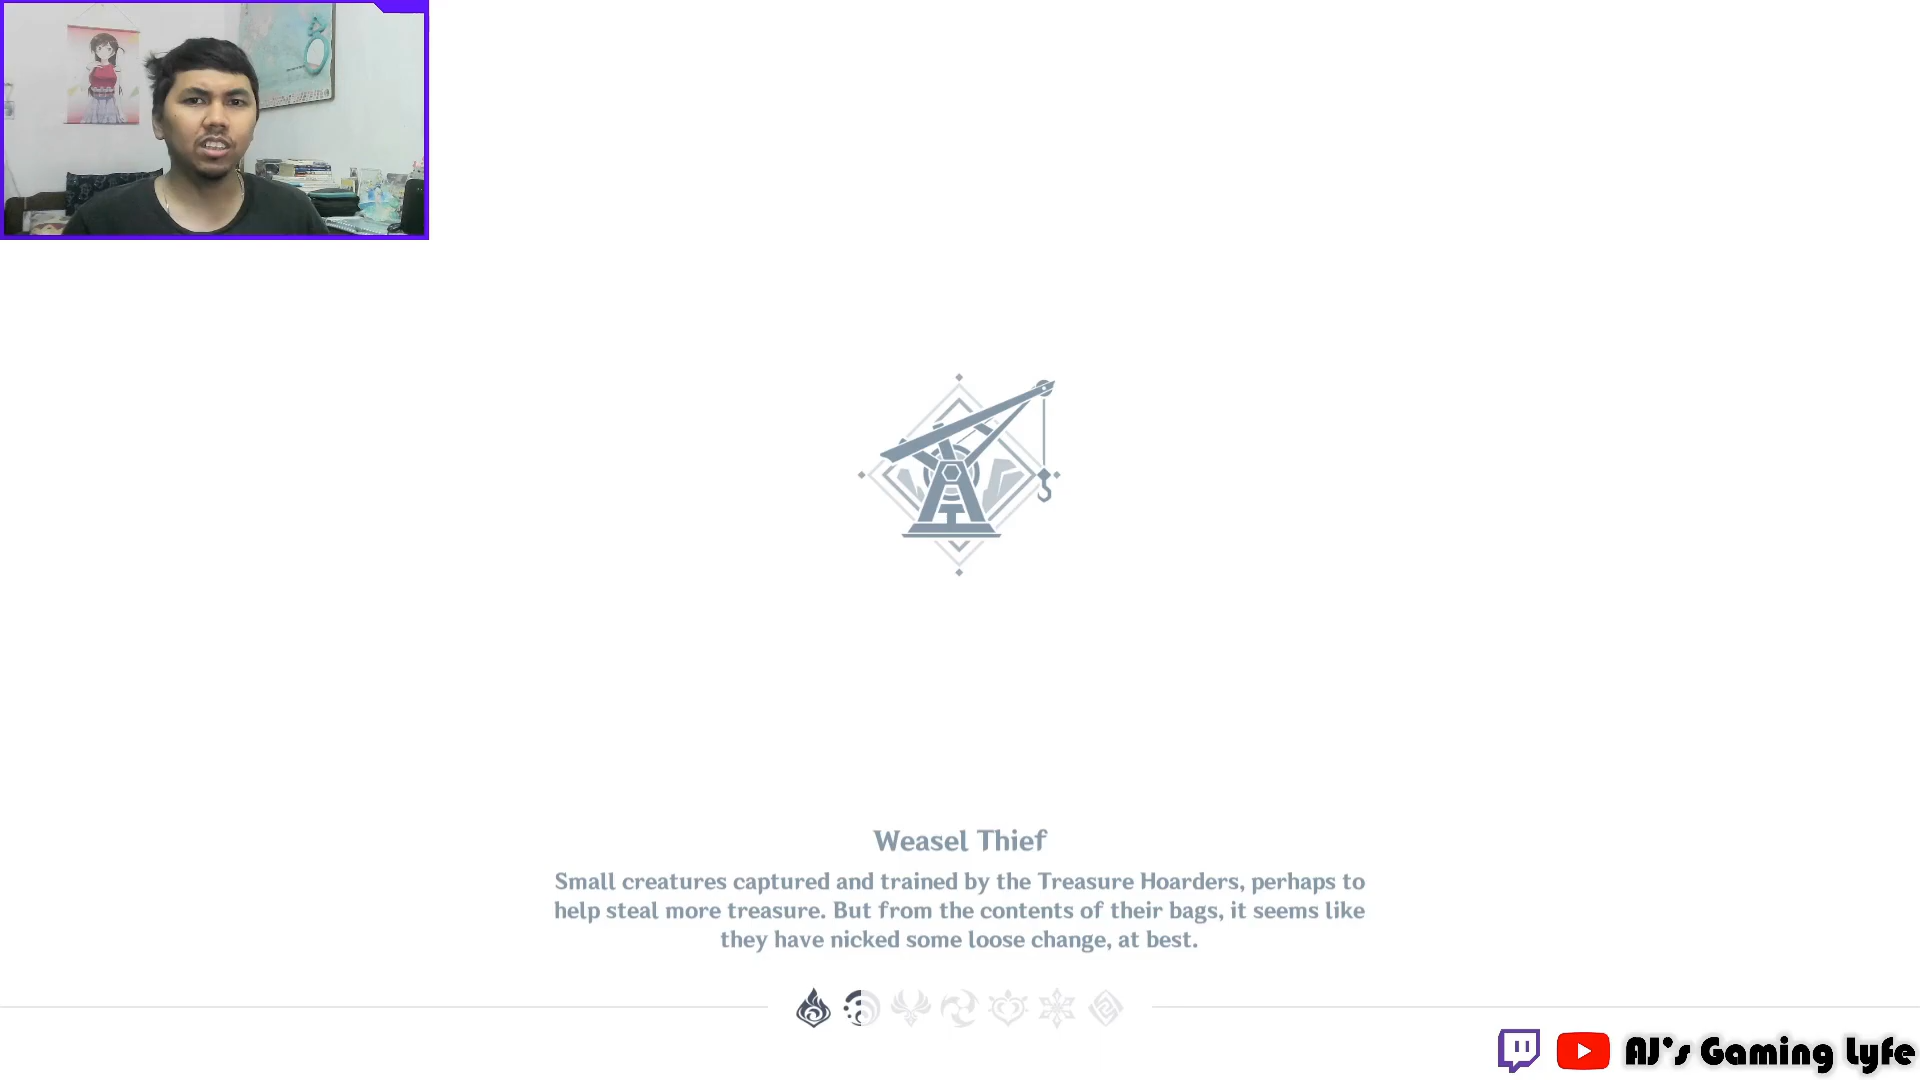 Weasel Thief
Small creatures captured and trained by the Treasure Hoarders, perhaps to
help steal more treasure. But from the contents of their bags, it seems like
they have nicked some loose change, at best.
AJ's Gaming Lyfe